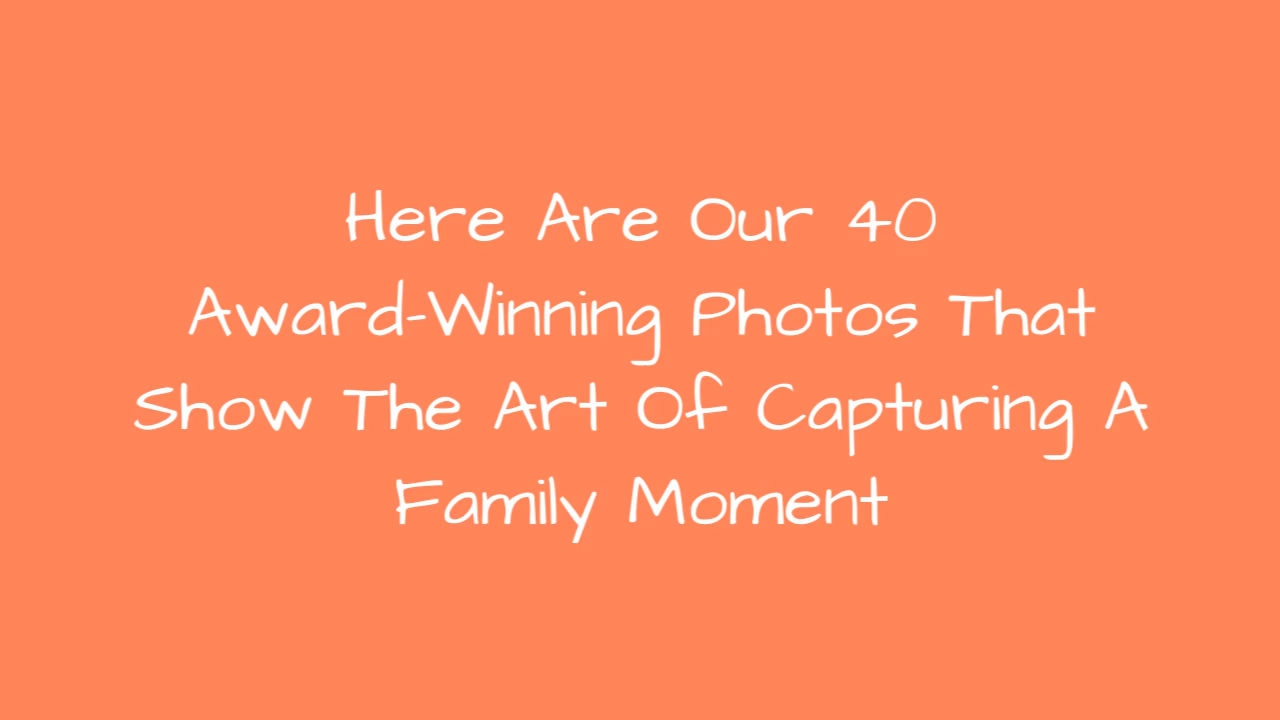 Here Are Our 40
Award-Winning Photos That
Show The Art Of Capturing A
Family Moment